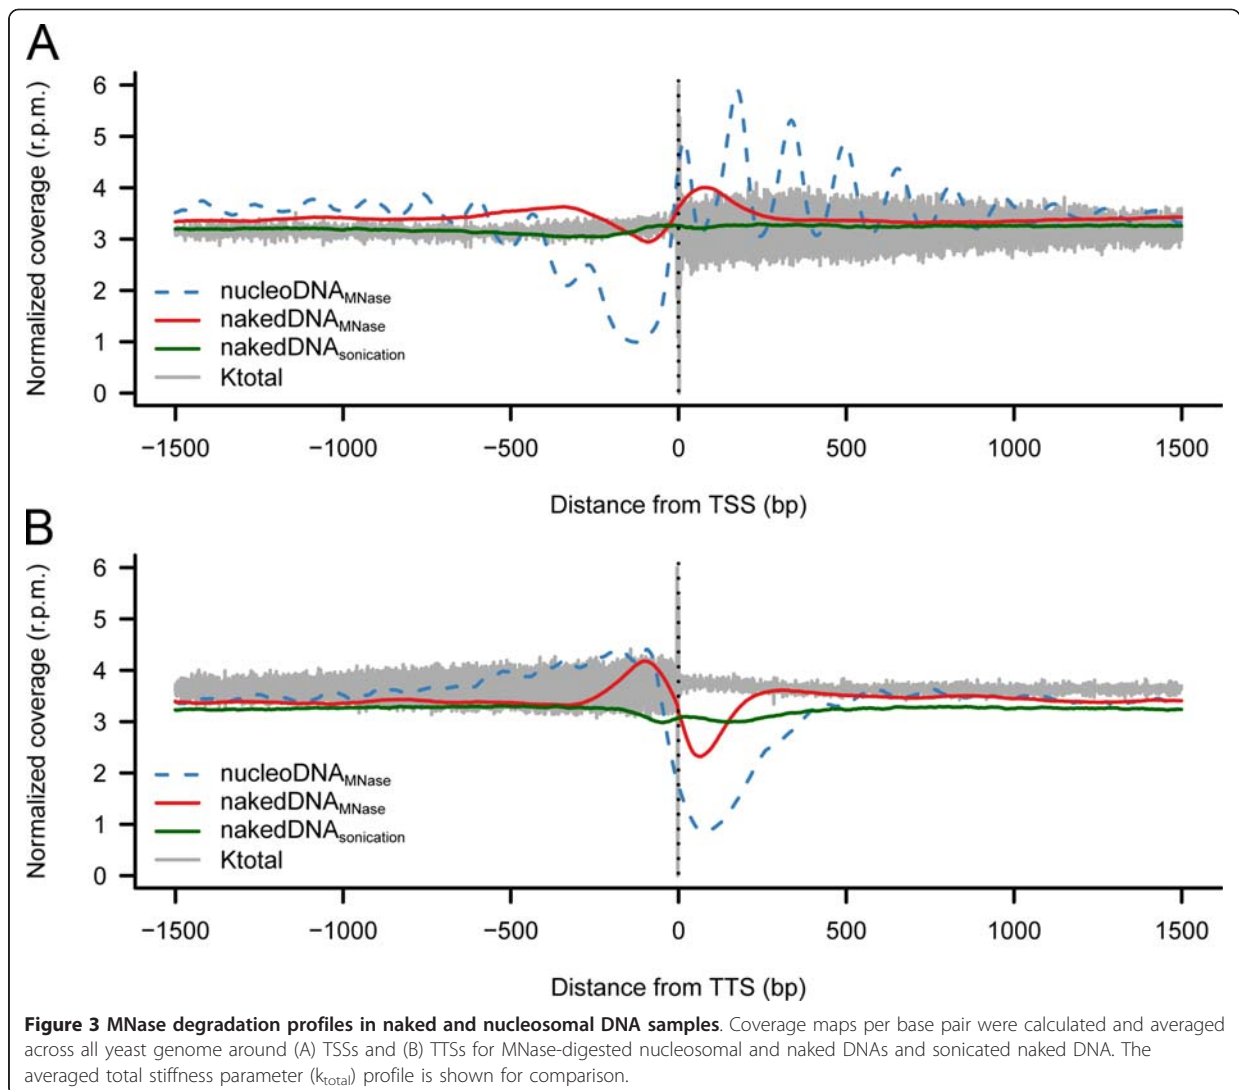 A
Normalized coverage (r.p.m.)
6
5
4
3
2
1
0
nucleoDNAMNase
nakedDNAMNase
nakedDNAsonication
Ktotal
−1500 −1000 −500 0 500 1000 1500
Distance from TSS (bp)
B
Normalized coverage (r.p.m.)
6
5
4
3
2
1
0
nucleoDNAMNase
nakedDNAMNase
nakedDNAsonication
Ktotal
−1500 −1000 −500 0 500 1000 1500
Distance from TTS (bp)
Figure 3 MNase degradation profiles in naked and nucleosomal DNA samples. Coverage maps per base pair were calculated and averaged
across all yeast genome around (A) TSSs and (B) TTSs for MNase-digested nucleosomal and naked DNAs and sonicated naked DNA. The
averaged total stiffness parameter (ktotal) profile is shown for comparison.